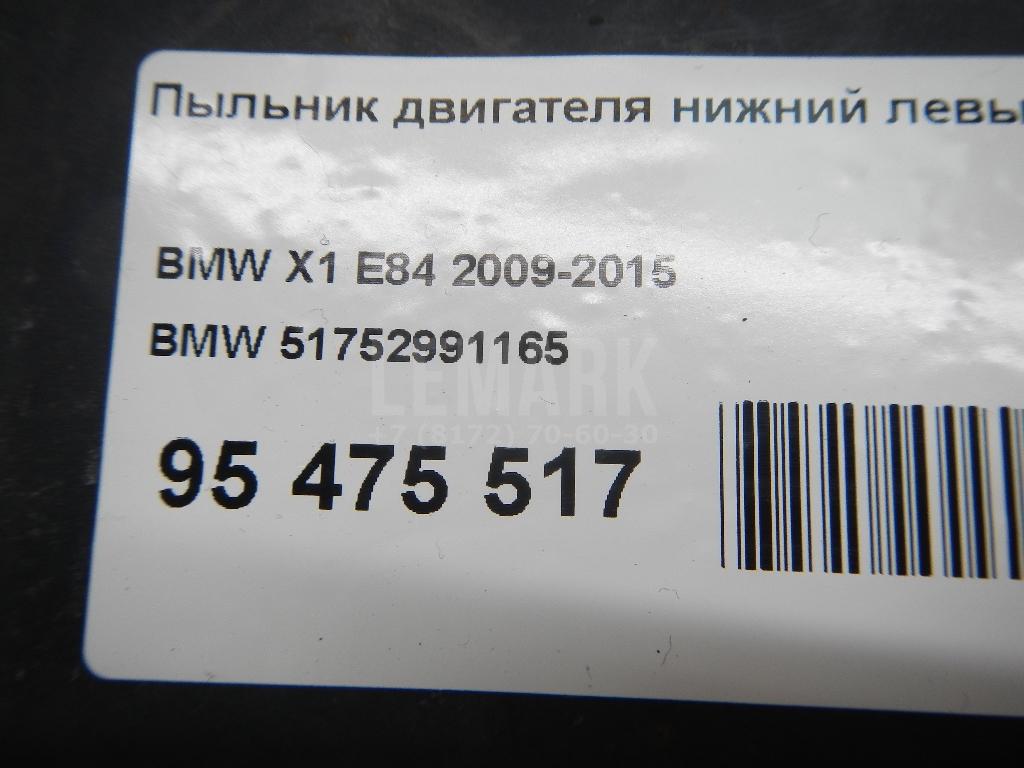 Пыльник двигателя нижний левы
BMW X1 E84 2009-2015
BMW 51752991165
LEMARK
+7 (8172) 70-60-30
95 475 517